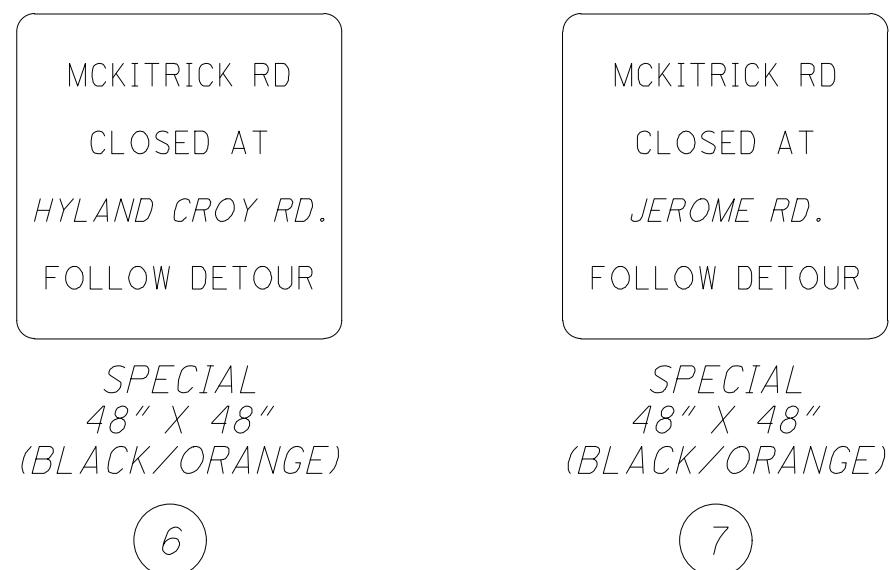 MCKITRICK RD
CLOSED AT
HYLAND CROY RD.
FOLLOW DETOUR
SPECIAL
48" X 48"
(BLACK/ORANGE)
6
MCKITRICK RD
CLOSED AT
JEROME RD.
FOLLOW DETOUR
SPECIAL
48" X 48"
(BLACK/ORANGE)
7